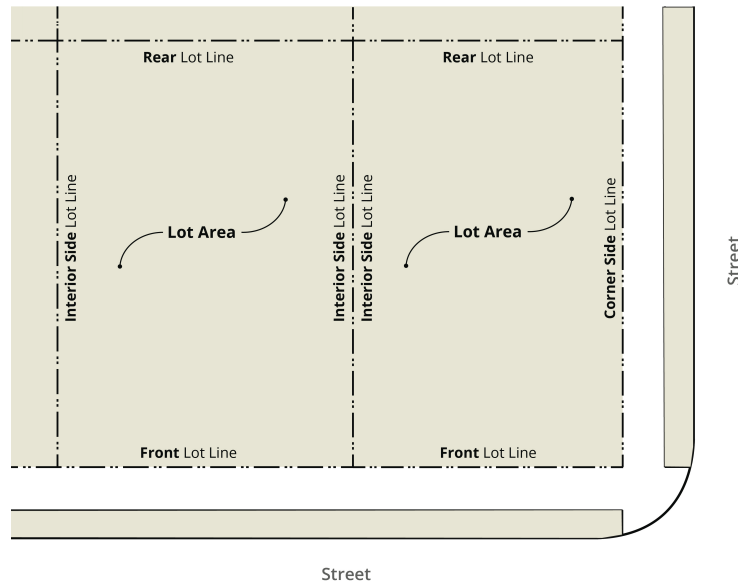 Rear Lot Line
Rear Lot Line
Interior Side Lot Line
Lot Area
Interior Side Lot Line
Interior Side Lot Line
Lot Area
Corner Side Lot Line
Street
Front Lot Line
Front Lot Line
Street